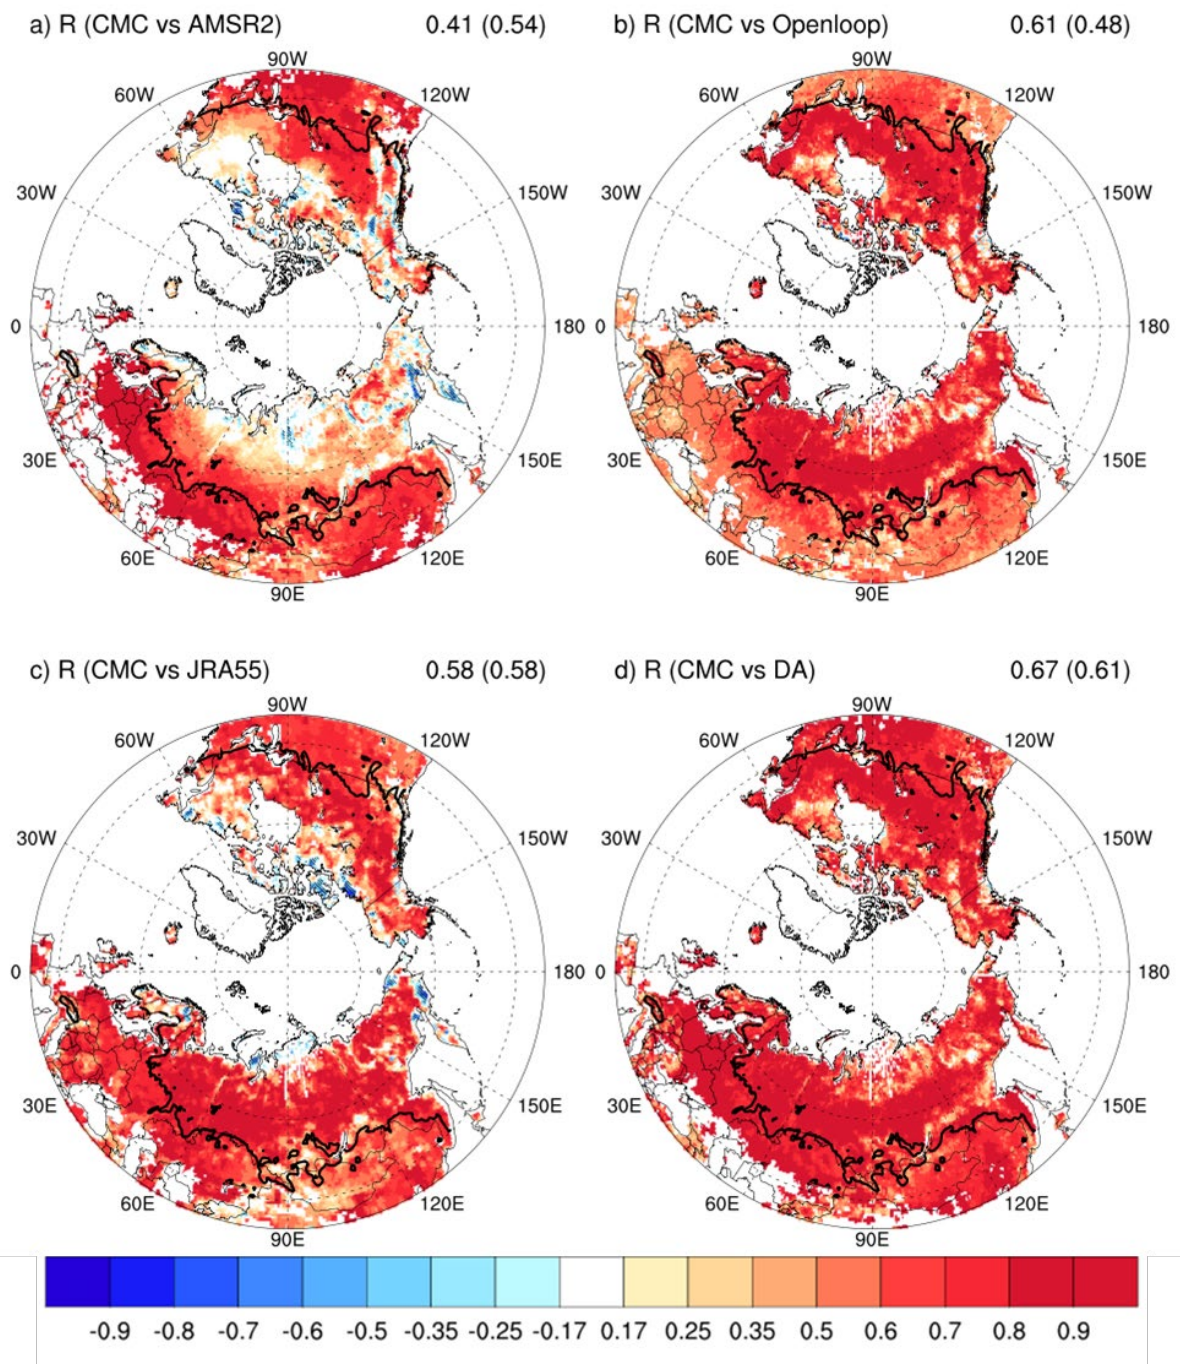 a) R (CMC vs AMSR2) 0.41 (0.54)
b) R (CMC vs Openloop) 0.61 (0.48)
90W
90W
60W
120W
60W
120W
30W
150W
30W
150W
0
180
0
180
30E
150E
30E
150E
60E
120E
60E
120E
90E
90E
c) R (CMC vs JRA55) 0.58 (0.58)
d) R (CMC vs DA) 0.67 (0.61)
90W
90W
60W
120W
60W
120W
30W
150W
30W
150W
0
180
0
180
30E
150E
30E
150E
60E
120E
60E
120E
90E
90E
-0.9 -0.8 -0.7 -0.6 -0.5 -0.35 -0.25 -0.17 0.17 0.25 0.35 0.5 0.6 0.7 0.8 0.9